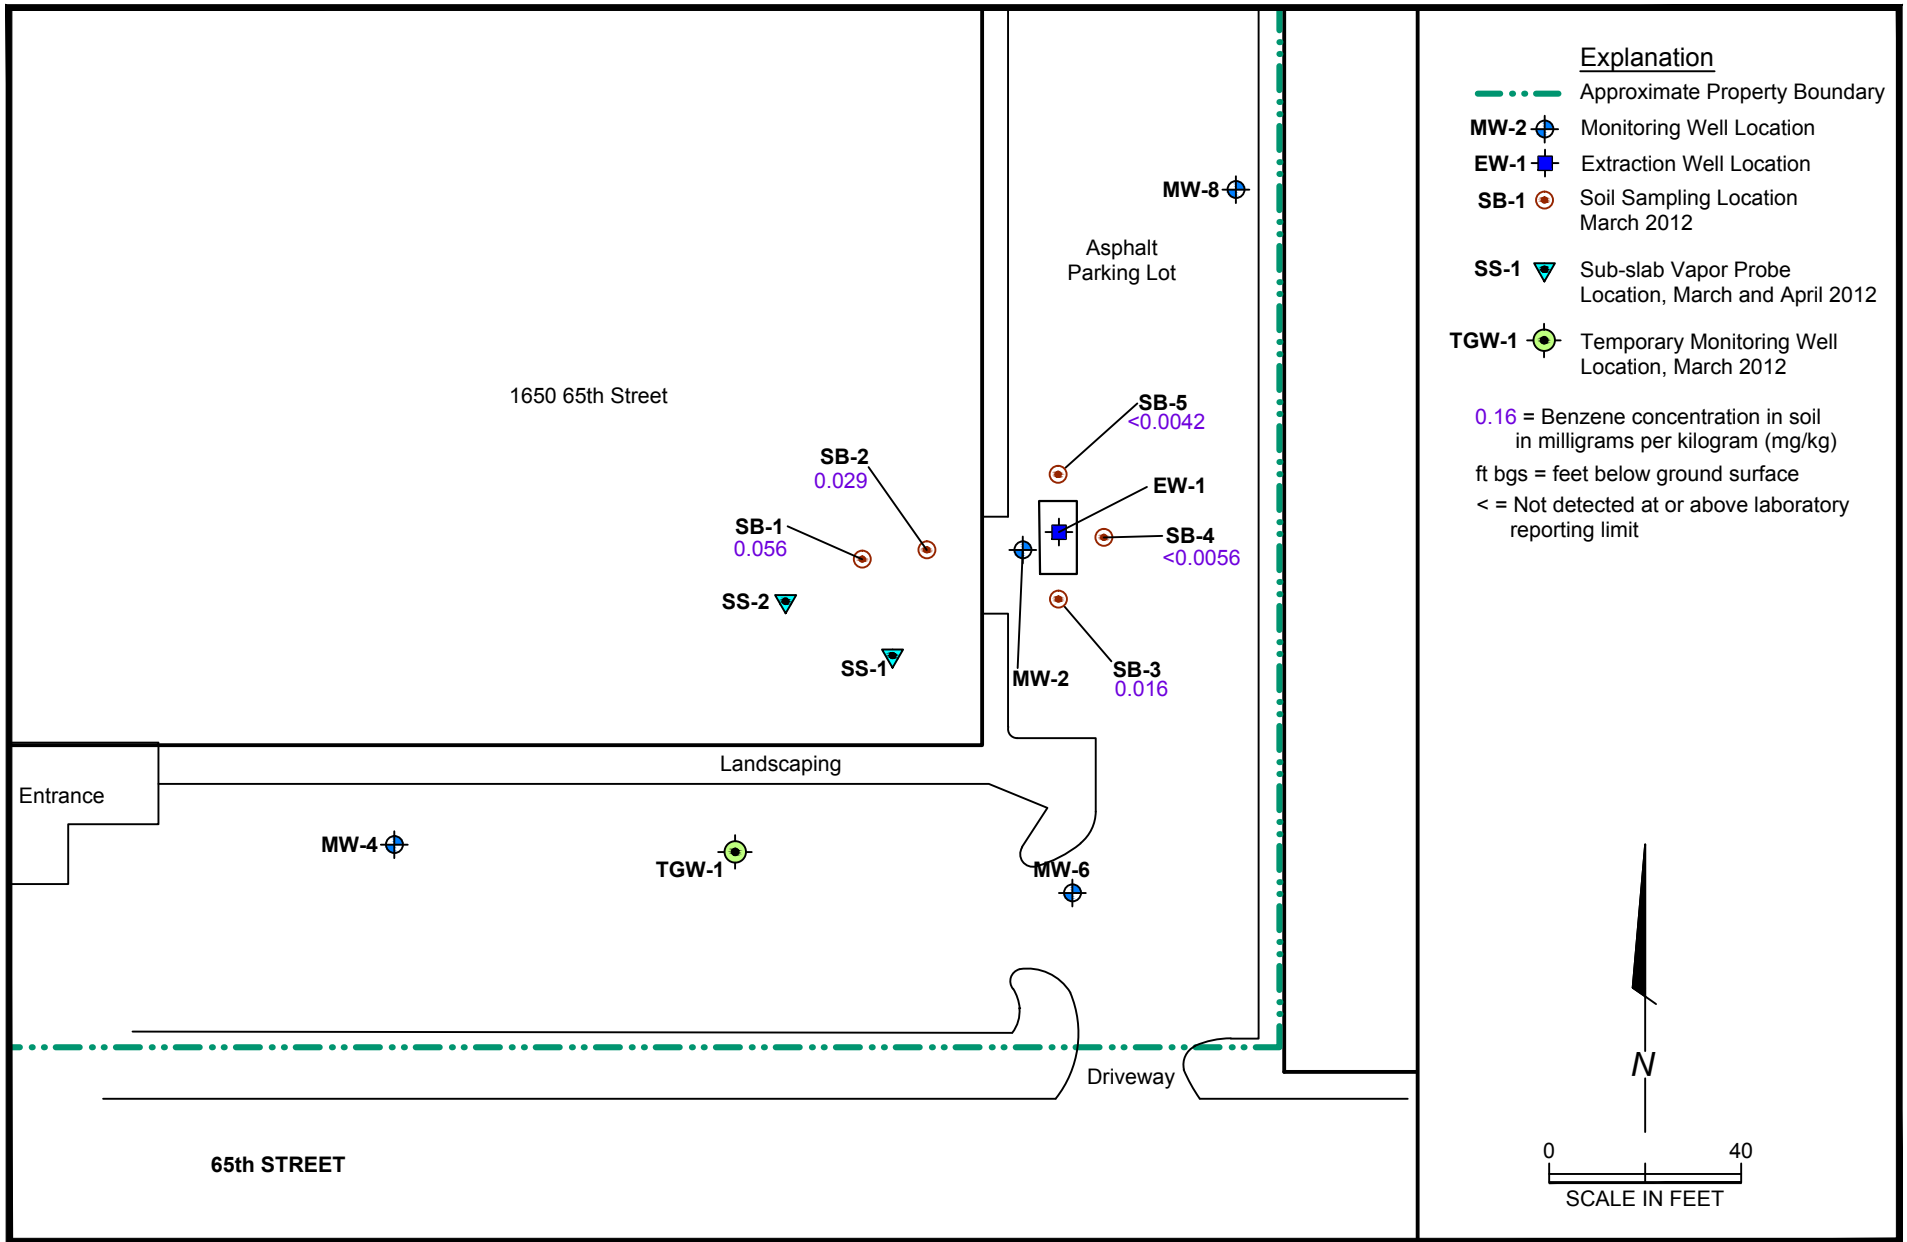 Explanation
Approximate Property Boundary
MW-2 Monitoring Well Location
EW-1 Extraction Well Location
SB-1 Soil Sampling Location
March 2012
SS-1 Sub-slab Vapor Probe
Location, March and April 2012
TGW-1 Temporary Monitoring Well
Location, March 2012
0.16 = Benzene concentration in soil
in milligrams per kilogram (mg/kg)
ft bgs = feet below ground surface
< = Not detected at or above laboratory
reporting limit
MW-8
Asphalt
Parking Lot
1650 65th Street
SB-5
<0.0042
SB-2
0.029
EW-1
SB-1
0.056
SB-4
<0.0056
SS-2
SS-1
MW-2
SB-3
0.016
Landscaping
Entrance
MW-4
TGW-1
MW-6
Driveway
65th STREET
N
0 40
SCALE IN FEET